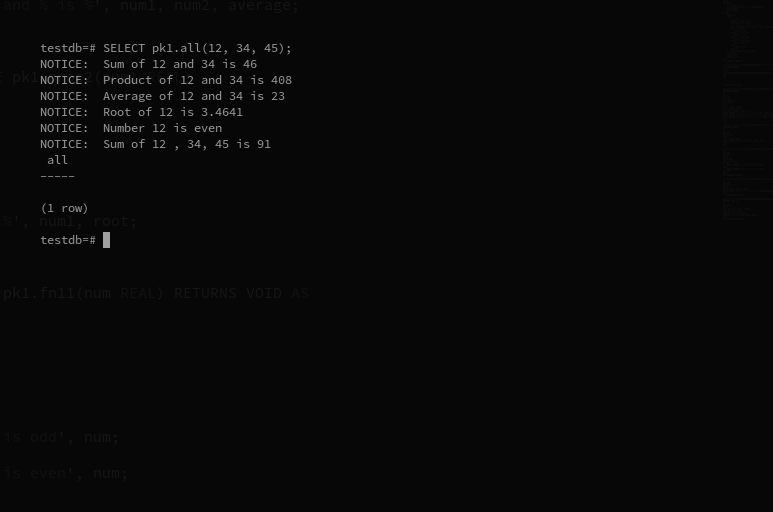 and % is %', num1, num2, average;
testdb=# SELECT pk1.all(12, 34, 45);
NOTICE:  Sum of 12 and 34 is 46
NOTICE:  Product of 12 and 34 is 408
NOTICE:  Average of 12 and 34 is 23
NOTICE:  Root of 12 is 3.4641
NOTICE:  Number 12 is even
NOTICE:  Sum of 12 , 34, 45 is 91
 all
-----
(1 row)
%', num1, root;
testdb=#
pk1.fn11(num REAL) RETURNS VOID AS
is odd', num;
is even', num;